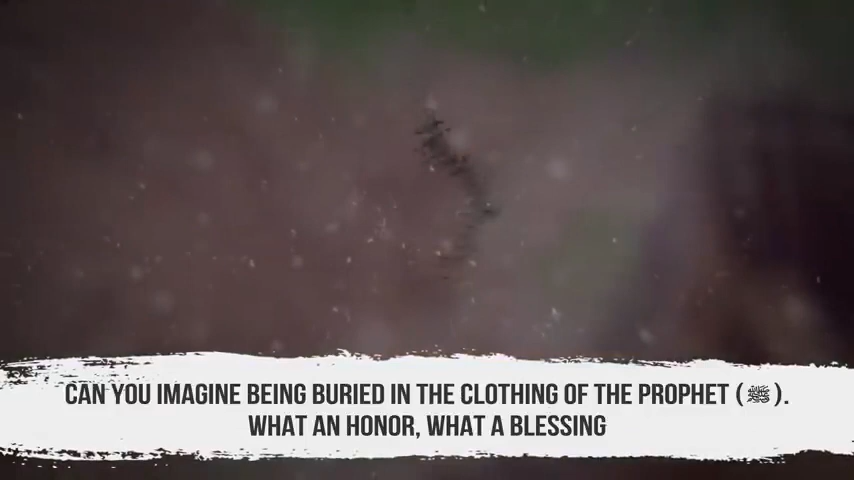 CAN YOU IMAGINE BEING BURIED IN THE CLOTHING OF THE PROPHET (ﷺ).
WHAT AN HONOR, WHAT A BLESSING